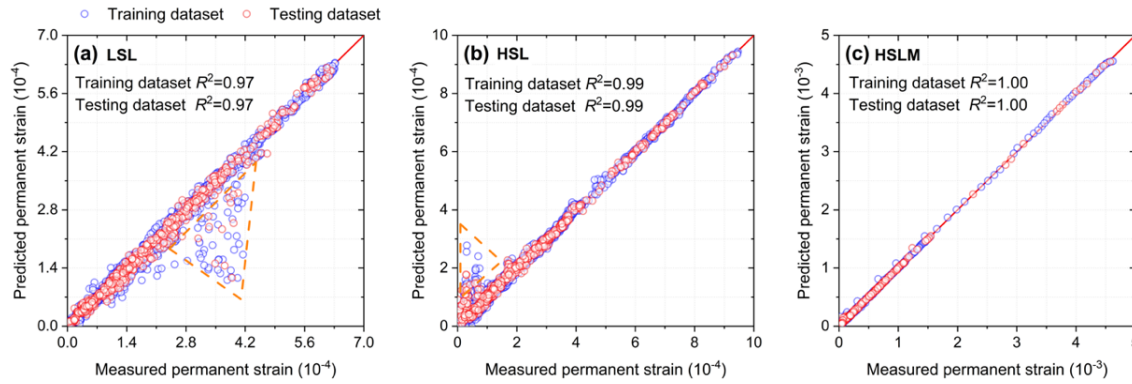 Training dataset Testing dataset
(a) LSL
Training dataset R²=0.97
Testing dataset R²=0.97
Predicted permanent strain (10⁻⁴)
7.0
5.6
4.2
2.8
1.4
0.0
0.0 1.4 2.8 4.2 5.6 7.0
Measured permanent strain (10⁻⁴)
(b) HSL
Training dataset R²=0.99
Testing dataset R²=0.99
Predicted permanent strain (10⁻⁴)
10
8
6
4
2
0
0 2 4 6 8 10
Measured permanent strain (10⁻⁴)
(c) HSLM
Training dataset R²=1.00
Testing dataset R²=1.00
Predicted permanent strain (10⁻³)
5
4
3
2
1
0
0 1 2 3 4 5
Measured permanent strain (10⁻³)